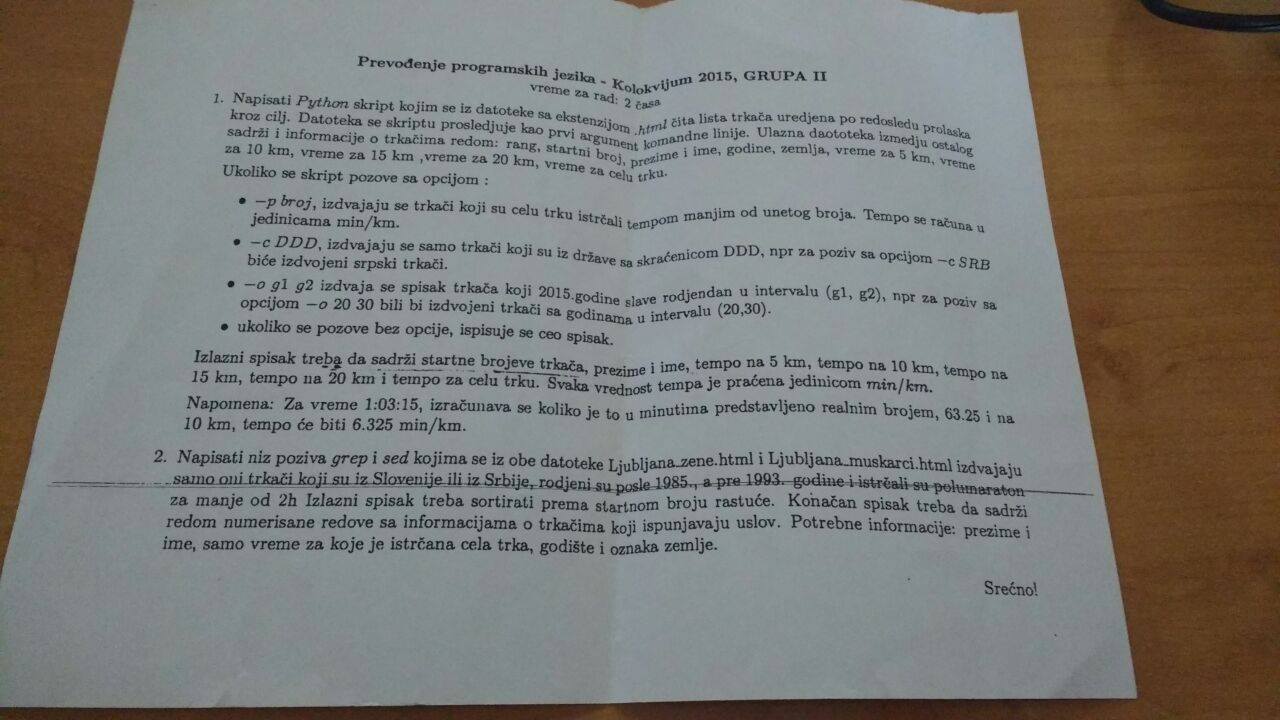 Prevođenje programskih jezika - Kolokvijum 2015, GRUPA II
vreme za rad: 2 časa
1. Napisati Python skript kojim se iz datoteke sa ekstenzijom .html čita lista trkača uredjena po redosledu prolaska
kroz cilj. Datoteka se skriptu prosledjuje kao prvi argument komandne linije. Ulazna daototeka izmedju ostalog
sadrži i informacije o trkačima redom: rang, startni broj, prezime i ime, godine, zemlja, vreme za 5 km, vreme
za 10 km, vreme za 15 km ,vreme za 20 km, vreme za celu trku.
Ukoliko se skript pozove sa opcijom :
• −p broj, izdvajaju se trkači koji su celu trku istrčali tempom manjim od unetog broja. Tempo se računa u
jedinicama min/km.
• −c DDD, izdvajaju se samo trkači koji su iz države sa skraćenicom DDD, npr za poziv sa opcijom −c SRB
biće izdvojeni srpski trkači.
• −o g1 g2 izdvaja se spisak trkača koji 2015.godine slave rodjendan u intervalu (g1, g2), npr za poziv sa
opcijom −o 20 30 bili bi izdvojeni trkači sa godinama u intervalu (20,30).
• ukoliko se pozove bez opcije, ispisuje se ceo spisak.
Izlazni spisak treba da sadrži startne brojeve trkača, prezime i ime, tempo na 5 km, tempo na 10 km, tempo na
15 km, tempo na 20 km i tempo za celu trku. Svaka vrednost tempa je praćena jedinicom min/km.
Napomena: Za vreme 1:03:15, izračunava se koliko je to u minutima predstavljeno realnim brojem, 63.25 i na
10 km, tempo će biti 6.325 min/km.
2. Napisati niz poziva grep i sed kojima se iz obe datoteke Ljubljana_zene.html i Ljubljana_muskarci.html izdvajaju
samo oni trkači koji su iz Slovenije ili iz Srbije, rodjeni su posle 1985., a pre 1993. godine i istrčali su polumaraton
za manje od 2h Izlazni spisak treba sortirati prema startnom broju rastuće. Konačan spisak treba da sadrži
redom numerisane redove sa informacijama o trkačima koji ispunjavaju uslov. Potrebne informacije: prezime i
ime, samo vreme za koje je istrčana cela trka, godište i oznaka zemlje.
Srećno!